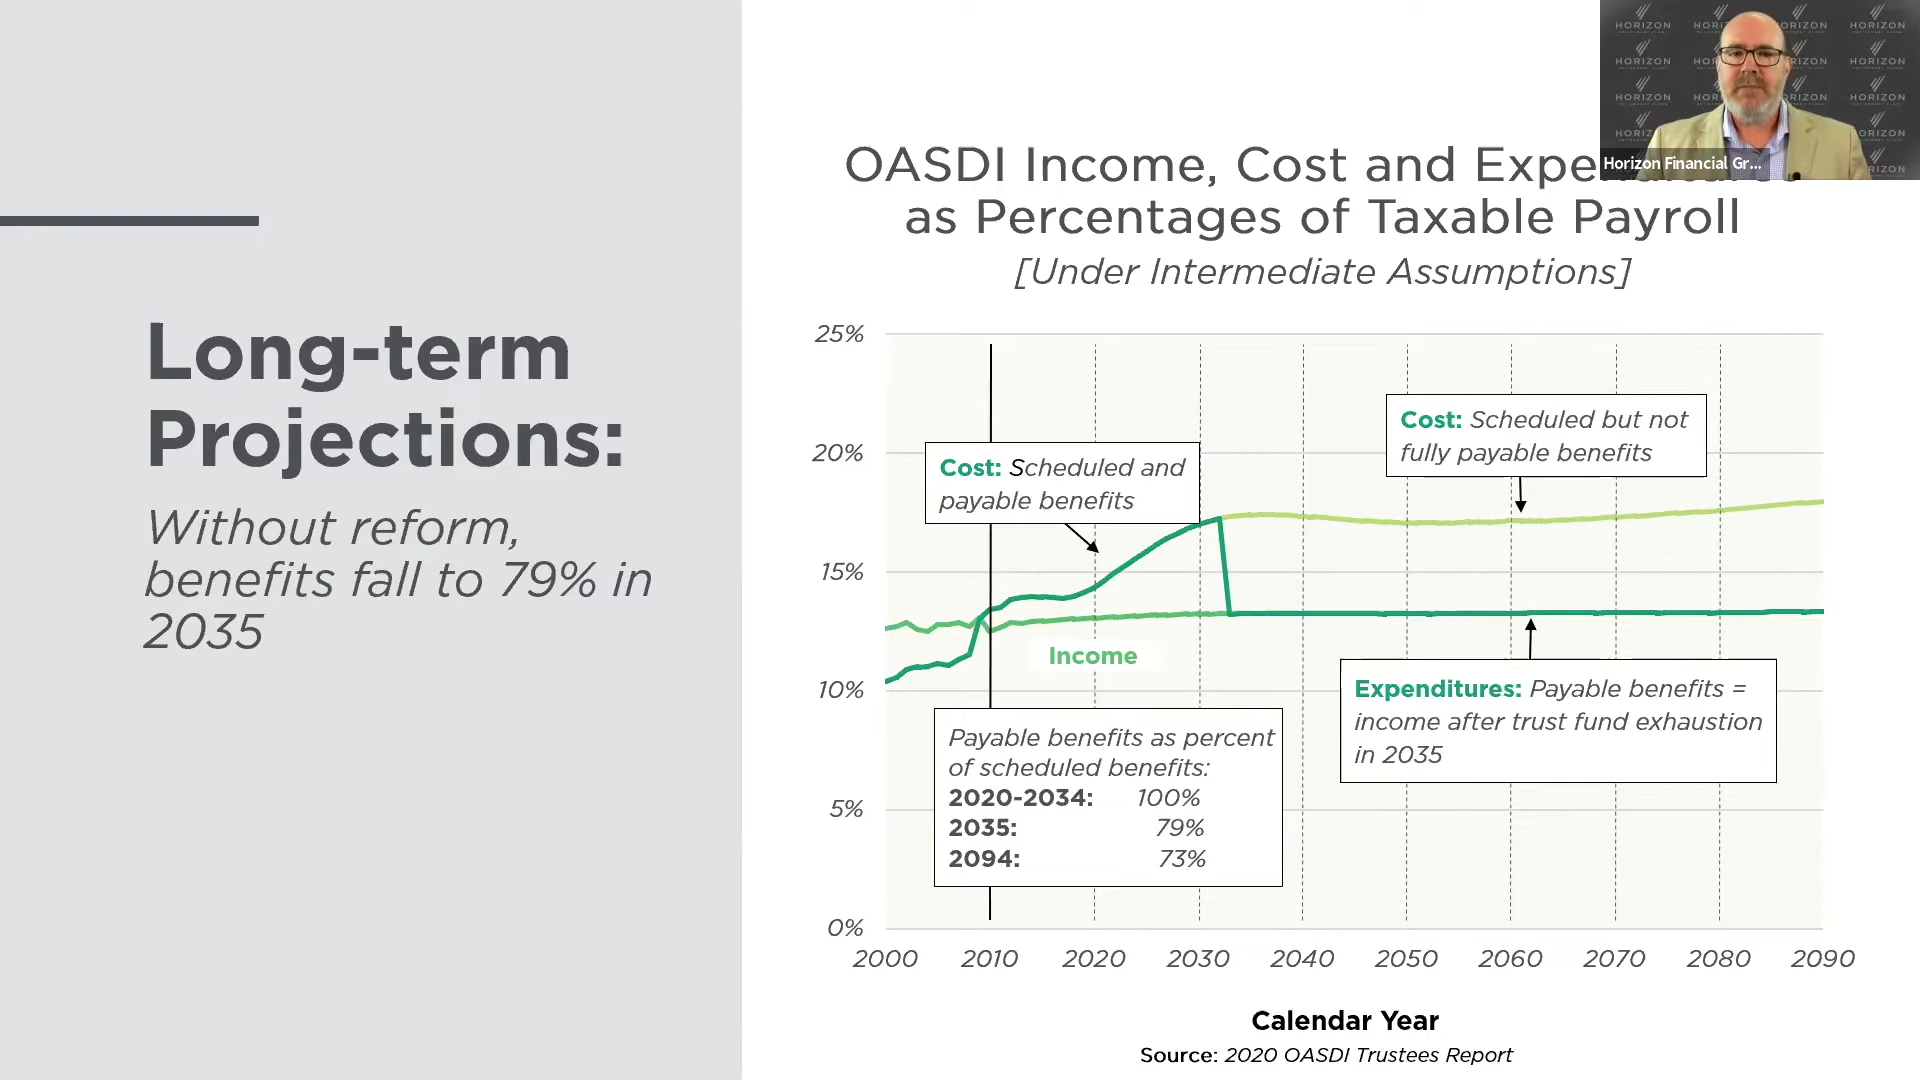 Long-term
Projections:
Without reform,
benefits fall to 79% in
2035
HORIZON
Horizon Financial Gr...
OASDI Income, Cost and
as Percentages of Taxable Payroll
[Under Intermediate Assumptions]
25%
20%
15%
10%
5%
0%
Cost: Scheduled and
payable benefits
Cost: Scheduled but not
fully payable benefits
Income
Expenditures: Payable benefits =
income after trust fund exhaustion
in 2035
Payable benefits as percent
of scheduled benefits:
2020-2034: 100%
2035: 79%
2094: 73%
2000 2010 2020 2030 2040 2050 2060 2070 2080 2090
Calendar Year
Source: 2020 OASDI Trustees Report